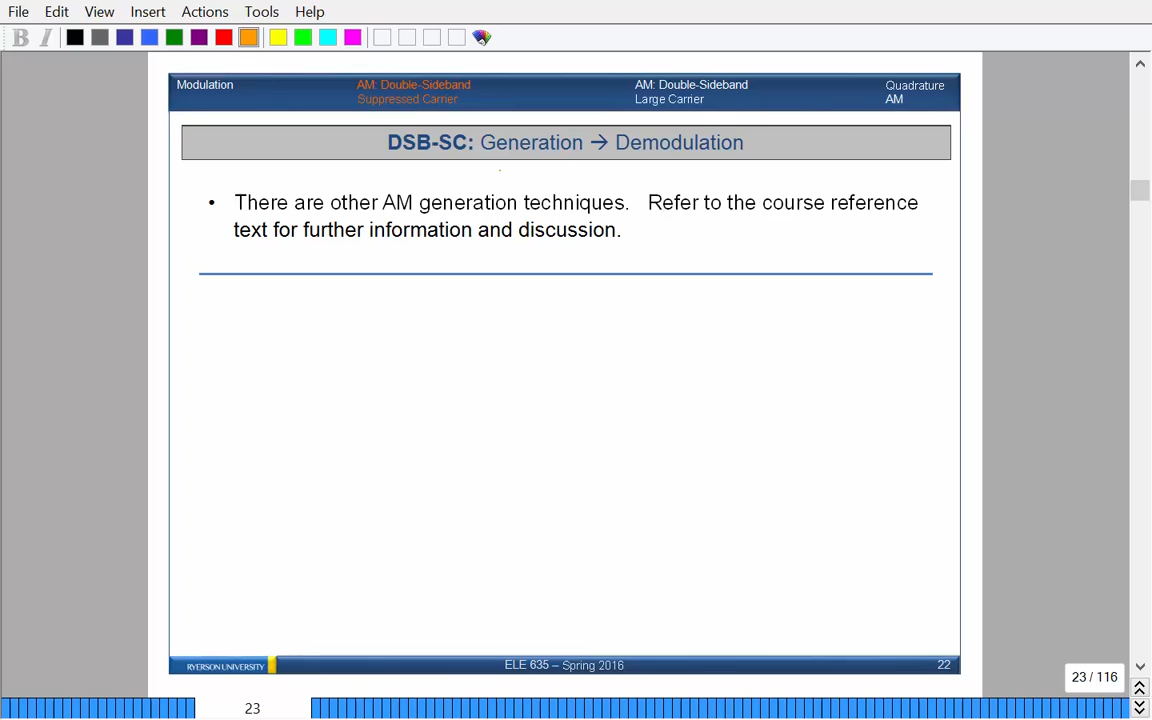 File Edit View Insert Actions Tools Help
B I
Modulation AM: Double-Sideband AM: Double-Sideband Quadrature
Suppressed Carrier Large Carrier AM
DSB-SC: Generation → Demodulation
• There are other AM generation techniques. Refer to the course reference
text for further information and discussion.
RYERSON UNIVERSITY ELE 635 – Spring 2016 22
23 / 116
23